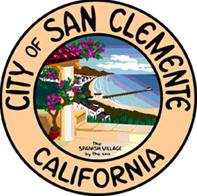 CITY OF SAN CLEMENTE
The
SPANISH VILLAGE
by the sea
CALIFORNIA